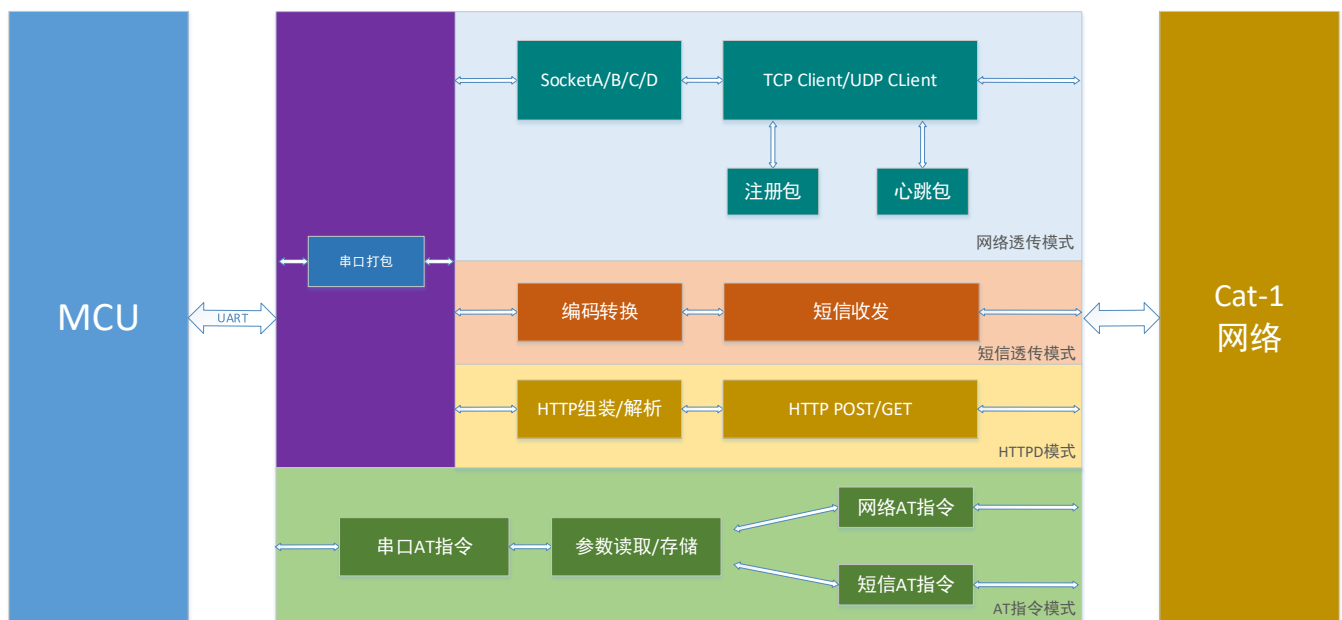 MCU
UART
串口打包
SocketA/B/C/D
TCP Client/UDP CLient
注册包
心跳包
网络透传模式
编码转换
短信收发
短信透传模式
HTTP组装/解析
HTTP POST/GET
HTTPD模式
串口AT指令
参数读取/存储
网络AT指令
短信AT指令
AT指令模式
Cat-1
网络